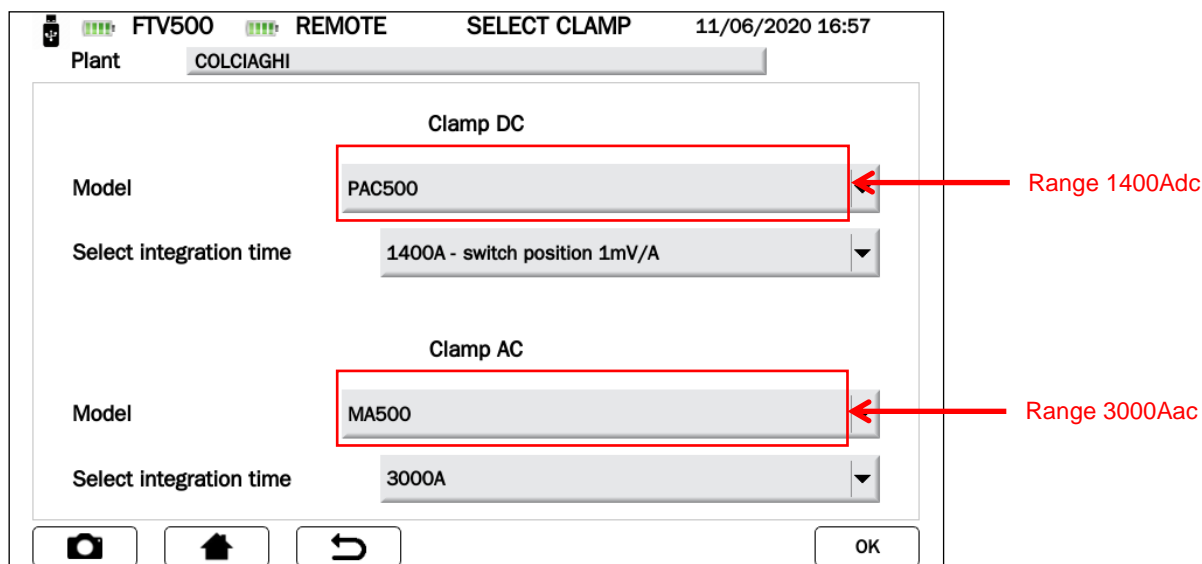 FTV500 REMOTE SELECT CLAMP 11/06/2020 16:57
Plant COLCIAGHI
Clamp DC
Model PAC500 Range 1400Adc
Select integration time 1400A - switch position 1mV/A
Clamp AC
Model MA500 Range 3000Aac
Select integration time 3000A
OK